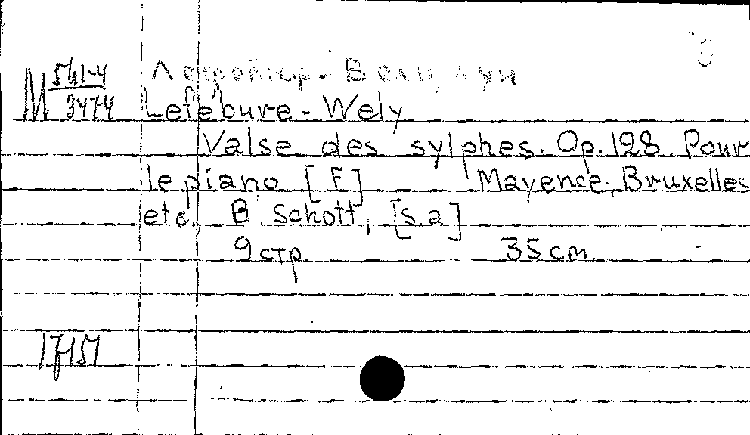 M 541-4/3474
Lefebure-Wely
Valse des sylphes. Op. 128. Pour
le piano [F] Mayence, Bruxelles
etc. B Schott, [s.a]
9 стр. 35 cm